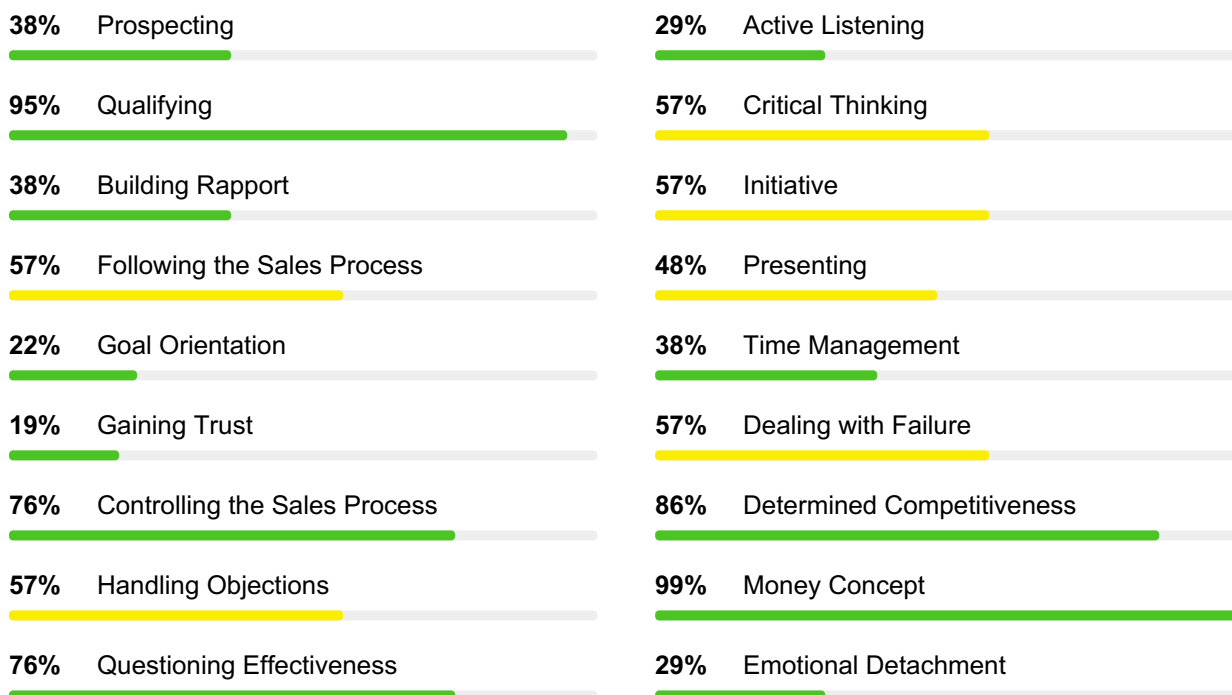 38% Prospecting
95% Qualifying
38% Building Rapport
57% Following the Sales Process
22% Goal Orientation
19% Gaining Trust
76% Controlling the Sales Process
57% Handling Objections
76% Questioning Effectiveness
29% Active Listening
57% Critical Thinking
57% Initiative
48% Presenting
38% Time Management
57% Dealing with Failure
86% Determined Competitiveness
99% Money Concept
29% Emotional Detachment